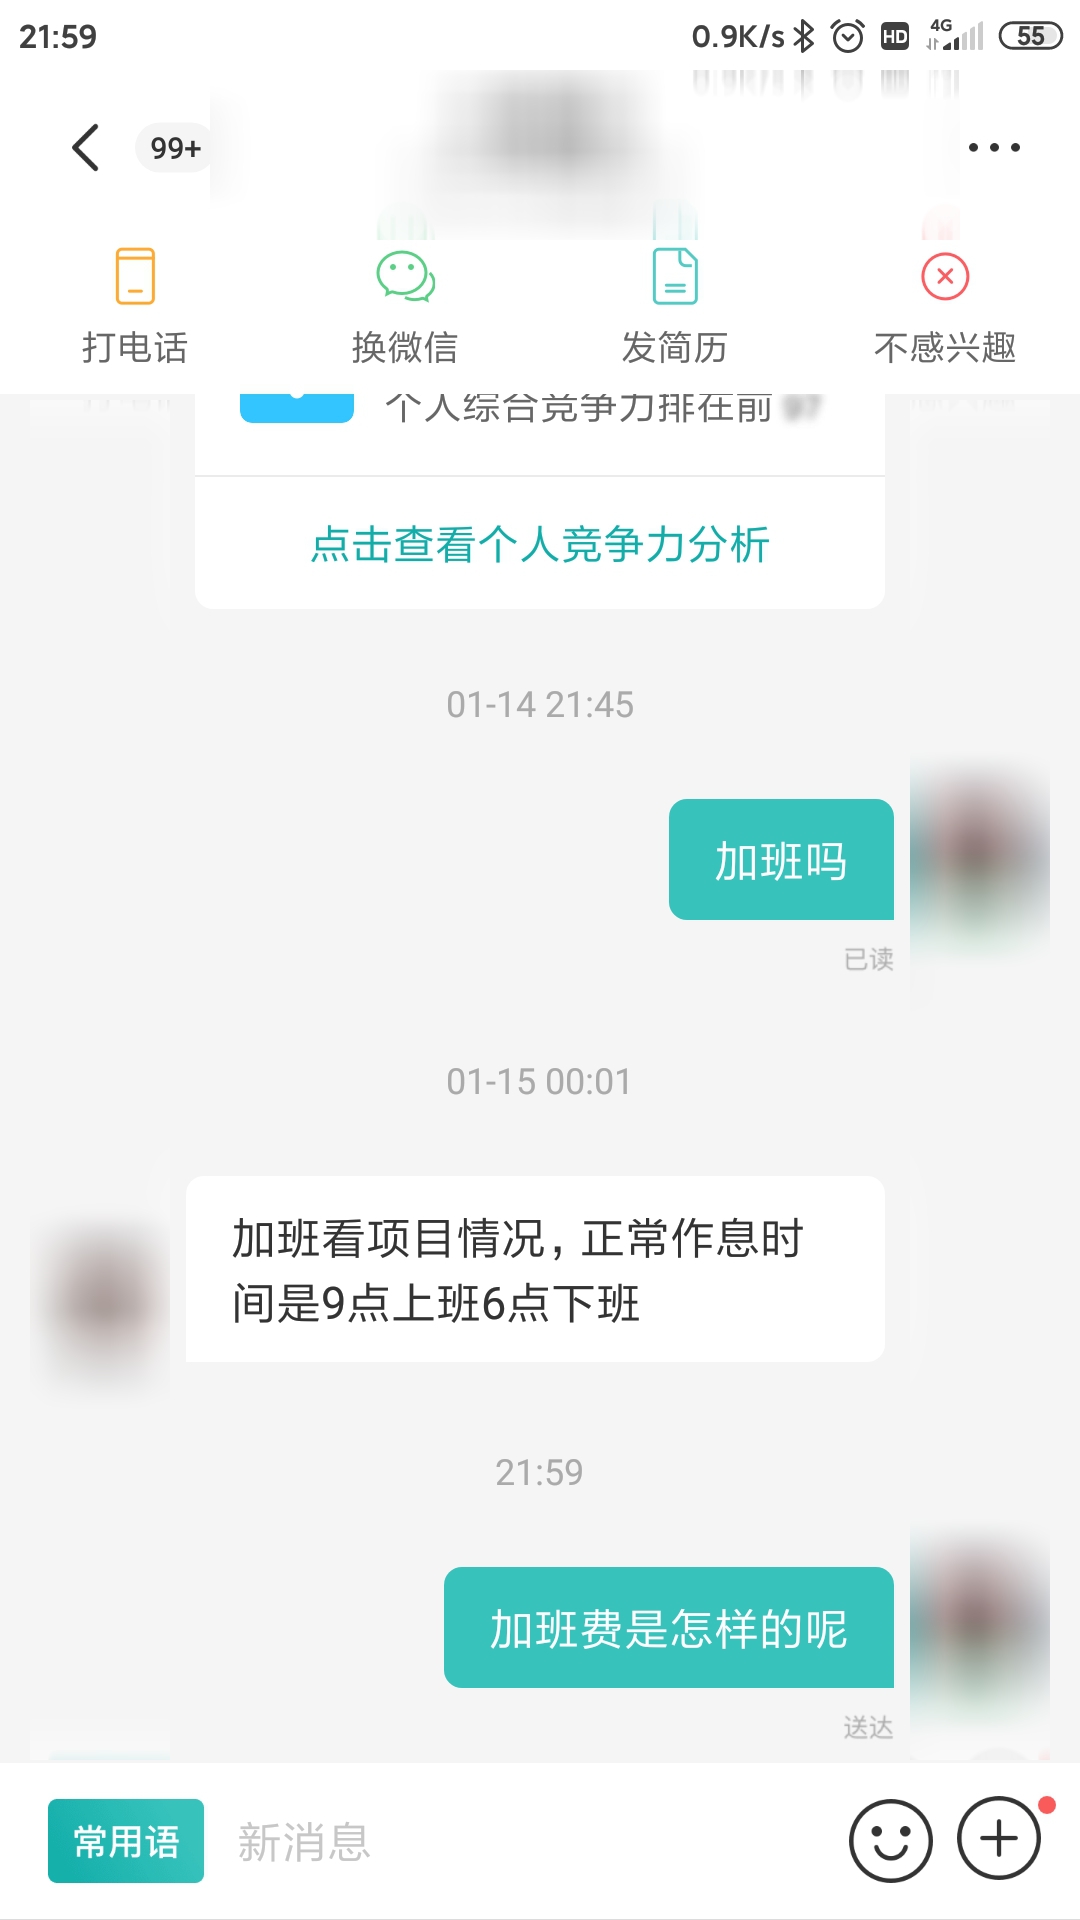 21:59
0.9K/s HD 4G 55
99+
打电话
换微信
发简历
不感兴趣
个人综合竞争力排在前
点击查看个人竞争力分析
01-14 21:45
加班吗
已读
01-15 00:01
加班看项目情况，正常作息时
间是9点上班6点下班
21:59
加班费是怎样的呢
送达
常用语
新消息